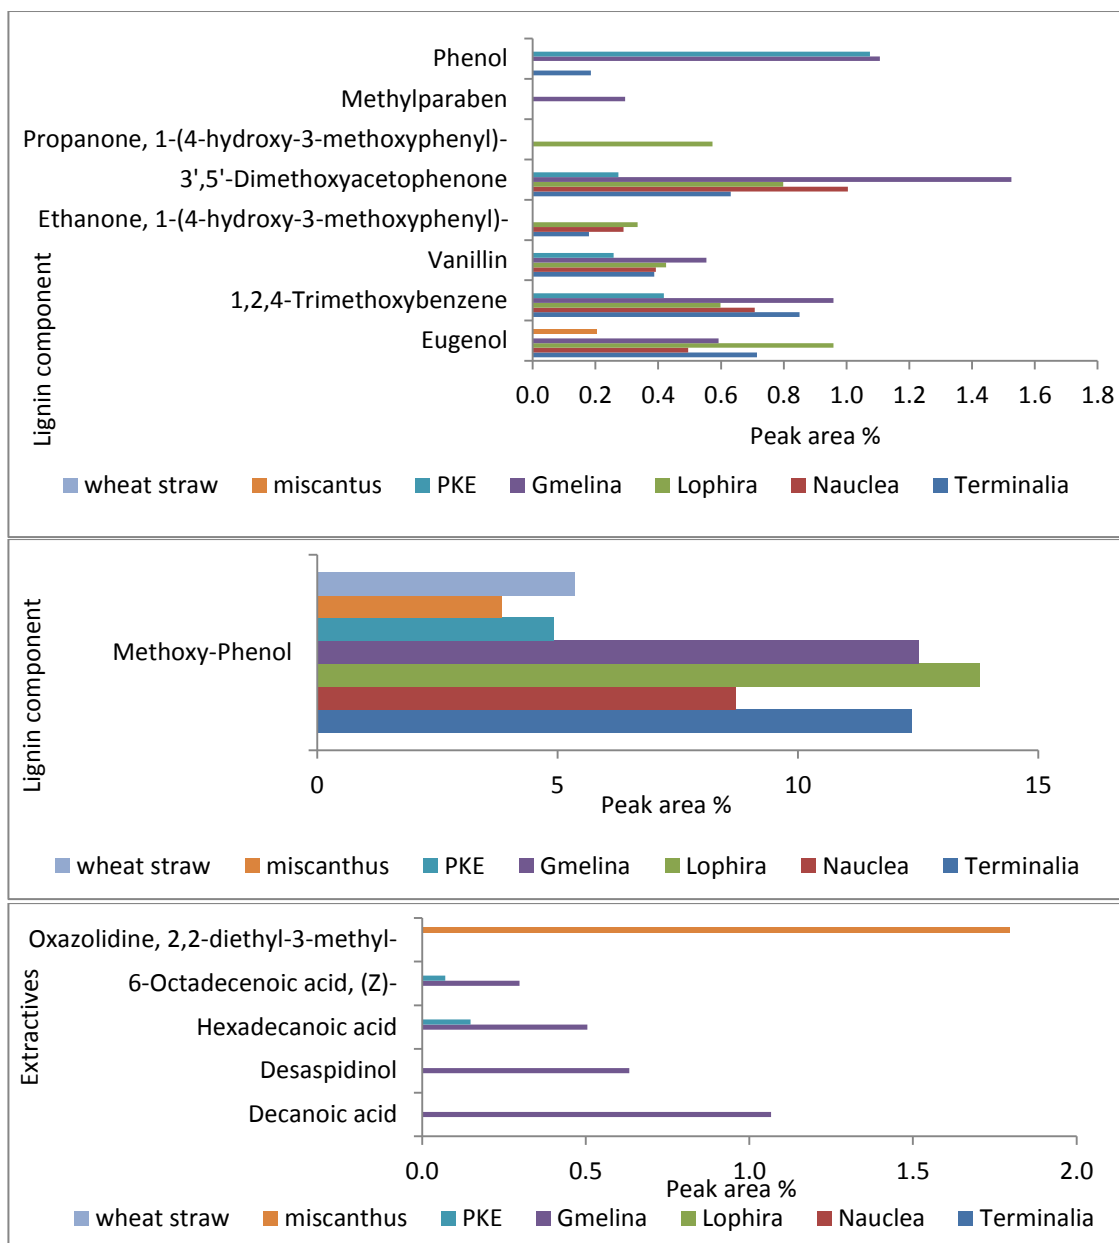 Lignin component
Phenol
Methylparaben
Propanone, 1-(4-hydroxy-3-methoxyphenyl)-
3',5'-Dimethoxyacetophenone
Ethanone, 1-(4-hydroxy-3-methoxyphenyl)-
Vanillin
1,2,4-Trimethoxybenzene
Eugenol
0.0 0.2 0.4 0.6 0.8 1.0 1.2 1.4 1.6 1.8
Peak area %
wheat straw miscantus PKE Gmelina Lophira Nauclea Terminalia
Lignin component
Methoxy-Phenol
0 5 10 15
Peak area %
wheat straw miscanthus PKE Gmelina Lophira Nauclea Terminalia
Extractives
Oxazolidine, 2,2-diethyl-3-methyl-
6-Octadecenoic acid, (Z)-
Hexadecanoic acid
Desaspidinol
Decanoic acid
0.0 0.5 1.0 1.5 2.0
Peak area %
wheat straw miscanthus PKE Gmelina Lophira Nauclea Terminalia